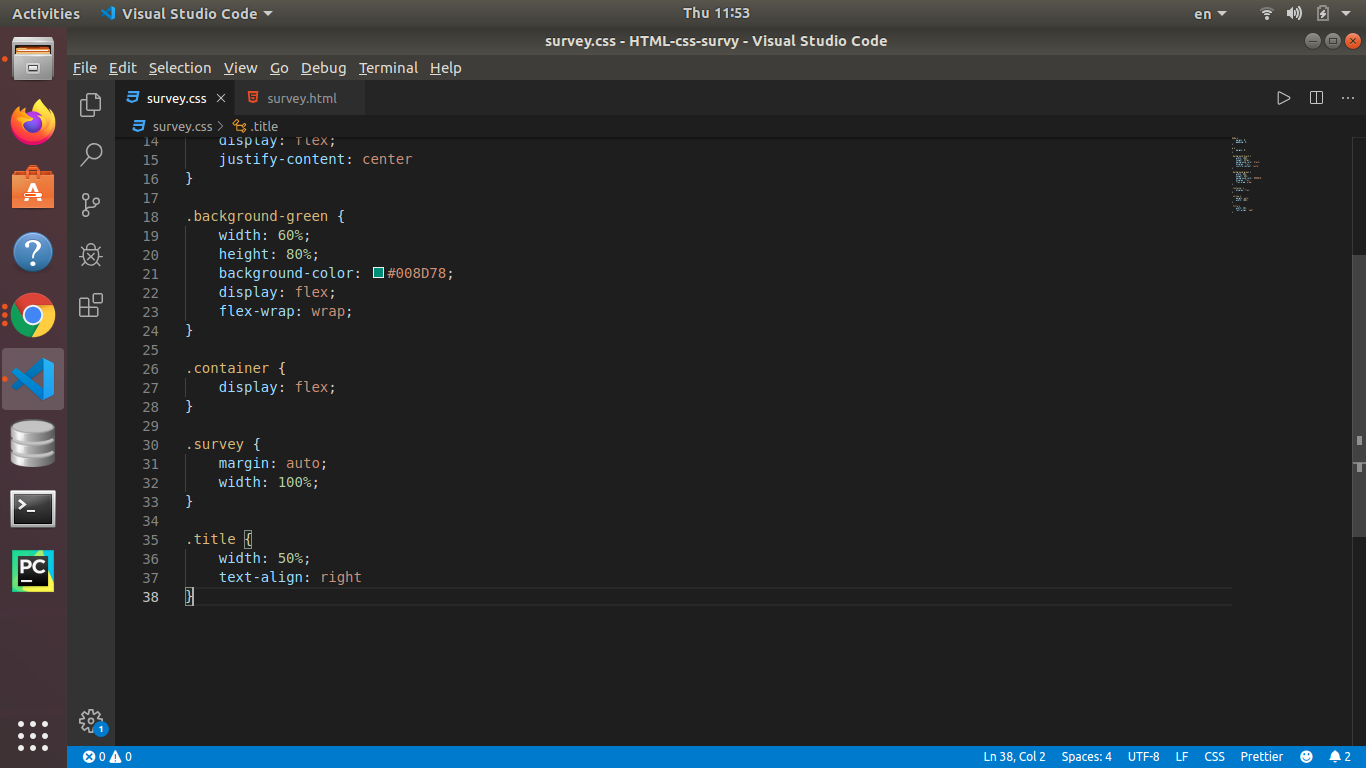 Activities Visual Studio Code Thu 11:53 en
survey.css - HTML-css-survy - Visual Studio Code
File Edit Selection View Go Debug Terminal Help
survey.css survey.html
survey.css .title
14     display: flex;
15     justify-content: center
16 }
17
18 .background-green {
19     width: 60%;
20     height: 80%;
21     background-color: #008D78;
22     display: flex;
23     flex-wrap: wrap;
24 }
25
26 .container {
27     display: flex;
28 }
29
30 .survey {
31     margin: auto;
32     width: 100%;
33 }
34
35 .title {
36     width: 50%;
37     text-align: right
38 }
PC
1
0 0 Ln 38, Col 2 Spaces: 4 UTF-8 LF CSS Prettier 2